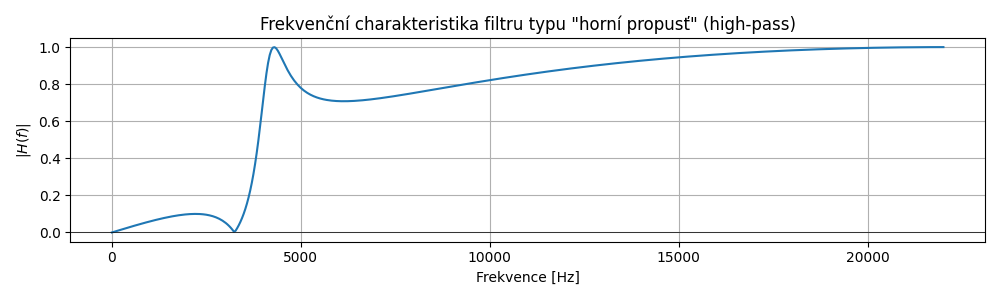 Frekvenční charakteristika filtru typu "horní propusť" (high-pass)
1.0
0.8
0.6
0.4
0.2
0.0
|H(f)|
0 5000 10000 15000 20000
Frekvence [Hz]